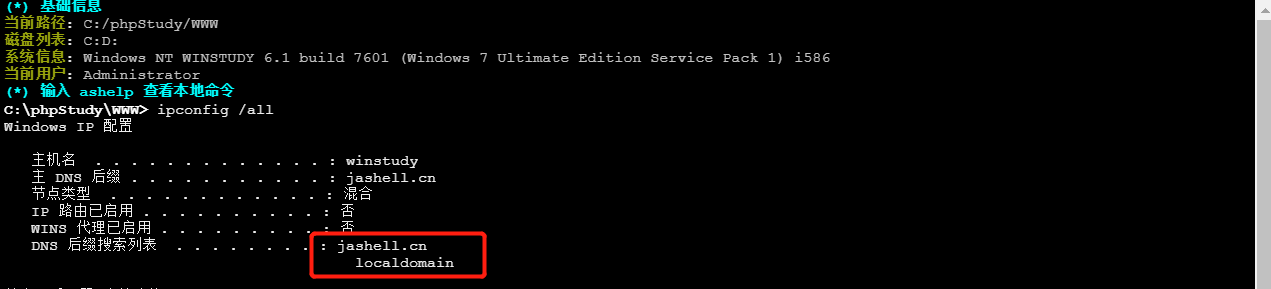 (*) 基础信息
当前路径: C:/phpStudy/WWW
磁盘列表: C:D:
系统信息: Windows NT WINSTUDY 6.1 build 7601 (Windows 7 Ultimate Edition Service Pack 1) i586
当前用户: Administrator
(*) 输入 ashelp 查看本地命令
C:\phpStudy\WWW> ipconfig /all
Windows IP 配置
主机名 . . . . . . . . . . . . . : winstudy
主 DNS 后缀 . . . . . . . . . . . : jashell.cn
节点类型 . . . . . . . . . . . . : 混合
IP 路由已启用 . . . . . . . . . . : 否
WINS 代理已启用 . . . . . . . . . : 否
DNS 后缀搜索列表 . . . . . . . . : jashell.cn
localdomain